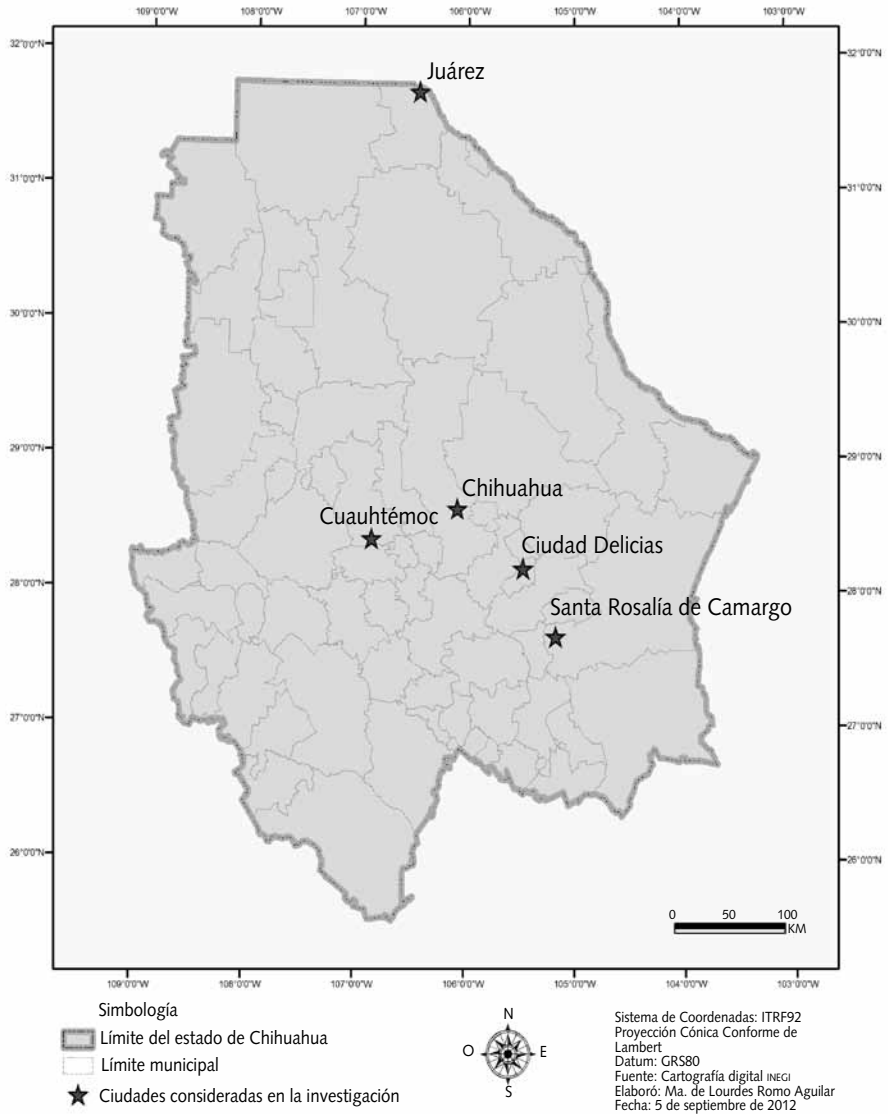 109°0'0"W 108°0'0"W 107°0'0"W 106°0'0"W 105°0'0"W 104°0'0"W 103°0'0"W
32°0'0"N 32°0'0"N
Juárez
31°0'0"N 31°0'0"N
30°0'0"N 30°0'0"N
29°0'0"N 29°0'0"N
Chihuahua
Cuauhtémoc
Ciudad Delicias
28°0'0"N 28°0'0"N
Santa Rosalía de Camargo
27°0'0"N 27°0'0"N
26°0'0"N 26°0'0"N
0 50 100
KM
109°0'0"W 108°0'0"W 107°0'0"W 106°0'0"W 105°0'0"W 104°0'0"W 103°0'0"W
Simbología
Límite del estado de Chihuahua
Límite municipal
Ciudades consideradas en la investigación
N
O E
S
Sistema de Coordenadas: ITRF92
Proyección Cónica Conforme de
Lambert
Datum: GRS80
Fuente: Cartografía digital INEGI
Elaboró: Ma. de Lourdes Romo Aguilar
Fecha: 5 de septiembre de 2012